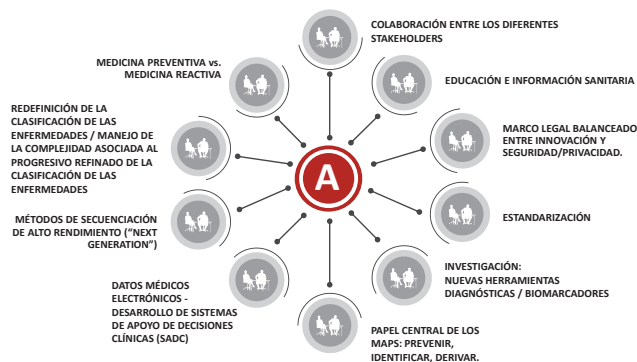 COLABORACIÓN ENTRE LOS DIFERENTES
STAKEHOLDERS
EDUCACIÓN E INFORMACIÓN SANITARIA
MARCO LEGAL BALANCEADO
ENTRE INNOVACIÓN Y
SEGURIDAD/PRIVACIDAD.
ESTANDARIZACIÓN
INVESTIGACIÓN:
NUEVAS HERRAMIENTAS
DIAGNÓSTICAS / BIOMARCADORES
PAPEL CENTRAL DE LOS
MAPS: PREVENIR,
IDENTIFICAR, DERIVAR.
DATOS MÉDICOS
ELECTRÓNICOS -
DESARROLLO DE SISTEMAS
DE APOYO DE DECISIONES
CLÍNICAS (SADC)
MÉTODOS DE SECUENCIACIÓN
DE ALTO RENDIMIENTO ("NEXT
GENERATION")
REDEFINICIÓN DE LA
CLASIFICACIÓN DE LAS
ENFERMEDADES / MANEJO DE
LA COMPLEJIDAD ASOCIADA AL
PROGRESIVO REFINADO DE LA
CLASIFICACIÓN DE LAS
ENFERMEDADES
MEDICINA PREVENTIVA vs.
MEDICINA REACTIVA
A